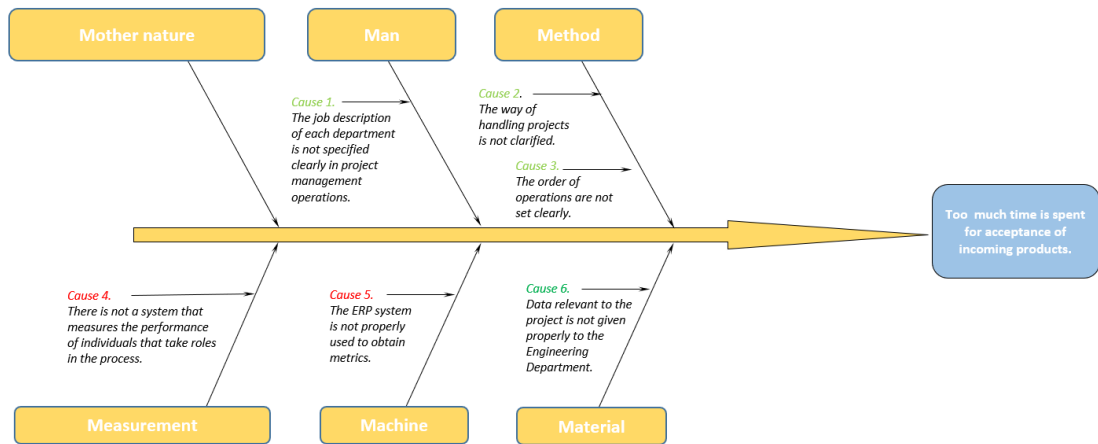 Mother nature
Man
Method
Cause 1.
The job description
of each department
is not specified
clearly in project
management
operations.
Cause 2.
The way of
handling projects
is not clarified.
Cause 3.
The order of
operations are not
set clearly.
Too much time is spent
for acceptance of
incoming products.
Cause 4.
There is not a system that
measures the performance
of individuals that take roles
in the process.
Cause 5.
The ERP system
is not properly
used to obtain
metrics.
Cause 6.
Data relevant to the
project is not given
properly to the
Engineering
Department.
Measurement
Machine
Material